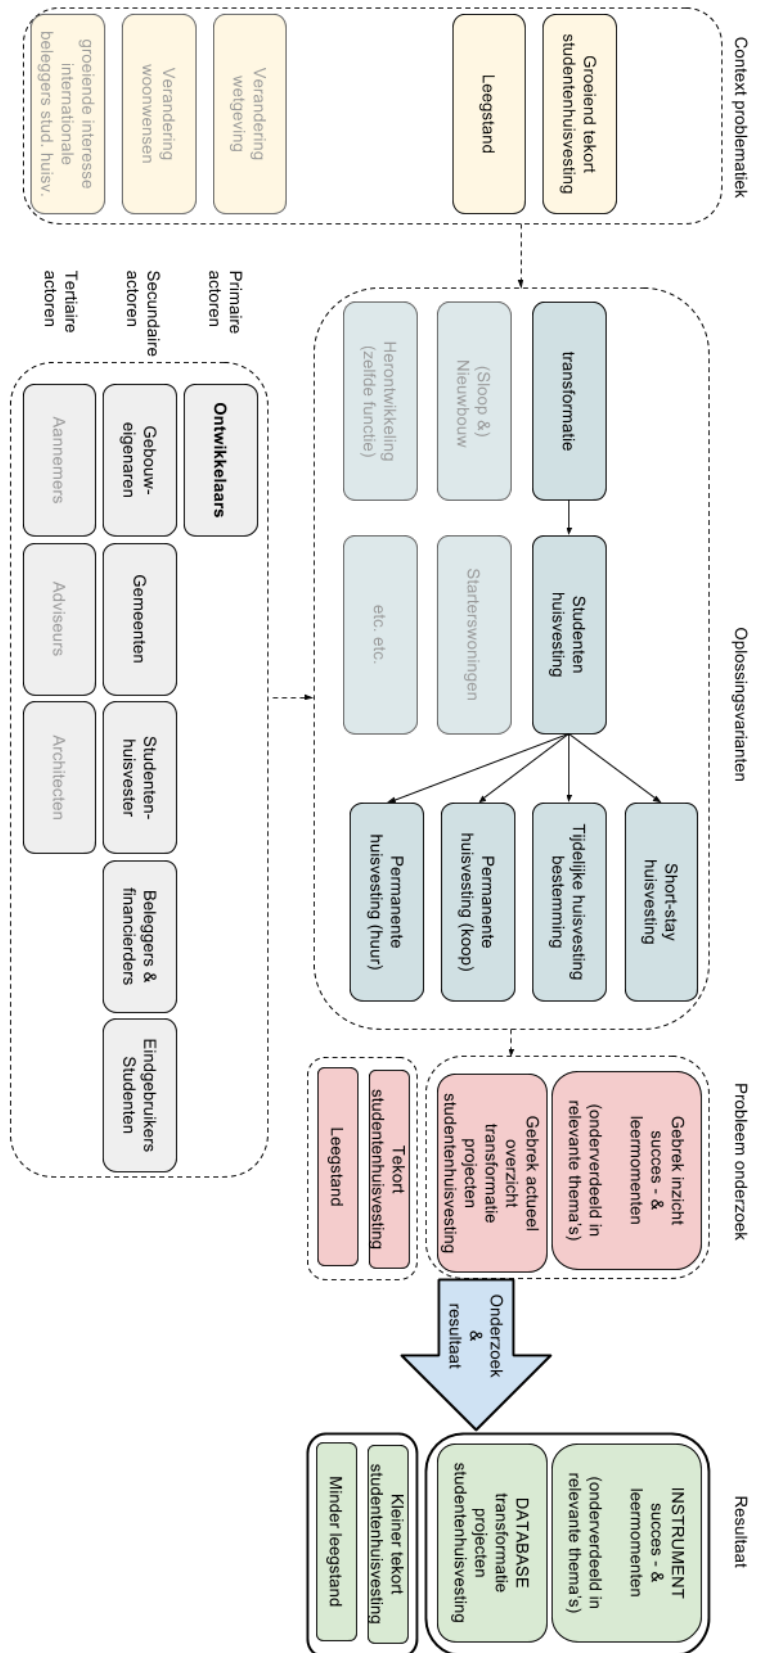 Context problematiek
Groeiend tekort
studentenhuisvesting
Leegstand
Verandering
wetgeving
Verandering
woonwensen
groeiende interesse
internationale
beleggers stud. huisv.
Oplossingsvarianten
transformatie
(Sloop &)
Nieuwbouw
Herontwikkeling
(zelfde functie)
Studenten
huisvesting
Starterswoningen
etc. etc.
Short-stay
huisvesting
Tijdelijke huisvesting
bestemming
Permanente
huisvesting (koop)
Permanente
huisvesting (huur)
Primaire
actoren
Secundaire
actoren
Tertiaire
actoren
Ontwikkelaars
Gebouw-
eigenaren
Gemeenten
Studenten-
huisvester
Beleggers &
financierders
Eindgebruikers
Studenten
Aannemers
Adviseurs
Architecten
Probleem onderzoek
Gebrek inzicht
succes - &
leermomenten
(onderverdeeld in
relevante thema's)
Gebrek actueel
overzicht
transformatie
projecten
studentenhuisvesting
Tekort
studentenhuisvesting
Leegstand
Onderzoek
&
resultaat
Resultaat
INSTRUMENT
succes - &
leermomenten
(onderverdeeld in
relevante thema's)
DATABASE
transformatie
projecten
studentenhuisvesting
Kleiner tekort
studentenhuisvesting
Minder leegstand